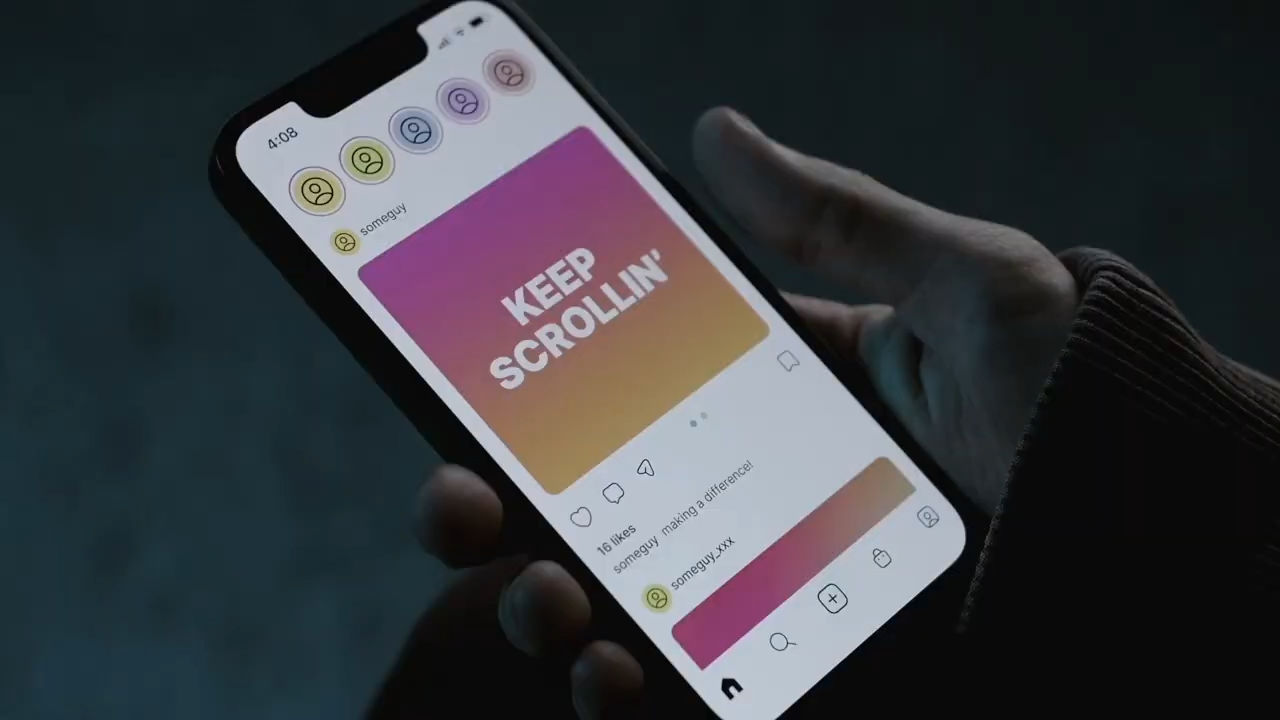 4:08
someguy
KEEP
SCROLLIN'
16 likes
someguy making a difference!
someguy_xxx